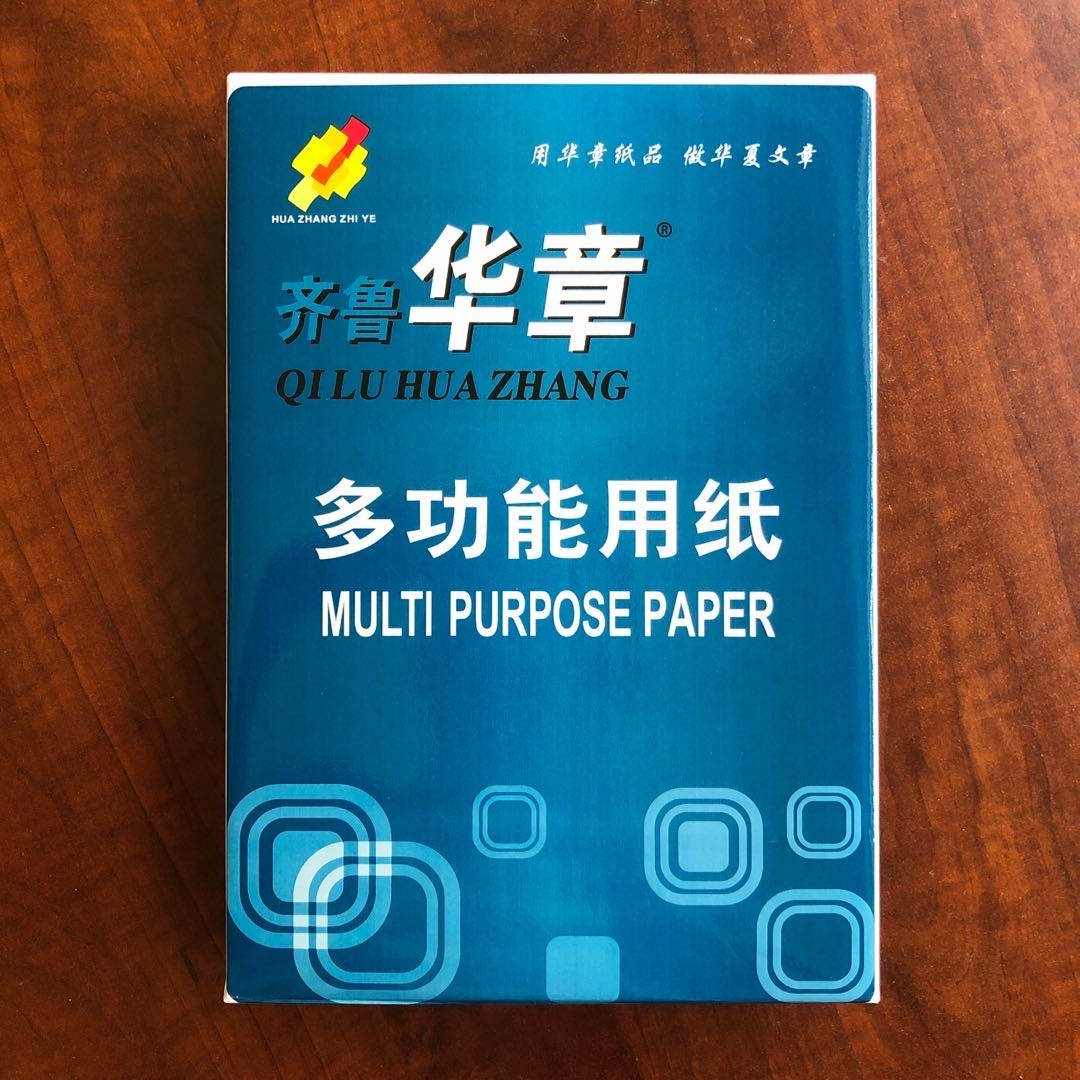 用华章纸品 做华夏文章
HUA ZHANG ZHI YE
齐鲁华章®
QI LU HUA ZHANG
多功能用纸
MULTI PURPOSE PAPER